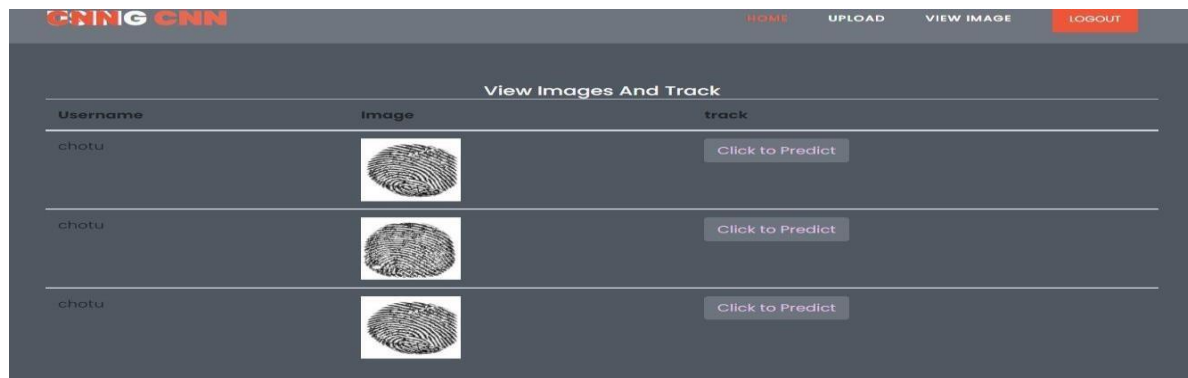 CNN
HOME UPLOAD VIEW IMAGE LOGOUT
View Images And Track
Username Image track
chotu Click to Predict
chotu Click to Predict
chotu Click to Predict